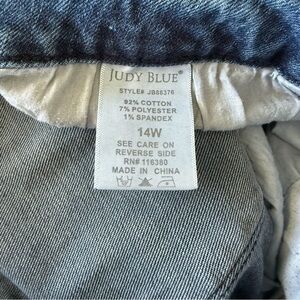 JUDY BLUE®
STYLE# JB88376
92% COTTON
7% POLYESTER
1% SPANDEX
14W
SEE CARE ON
REVERSE SIDE
RN# 116380
MADE IN CHINA